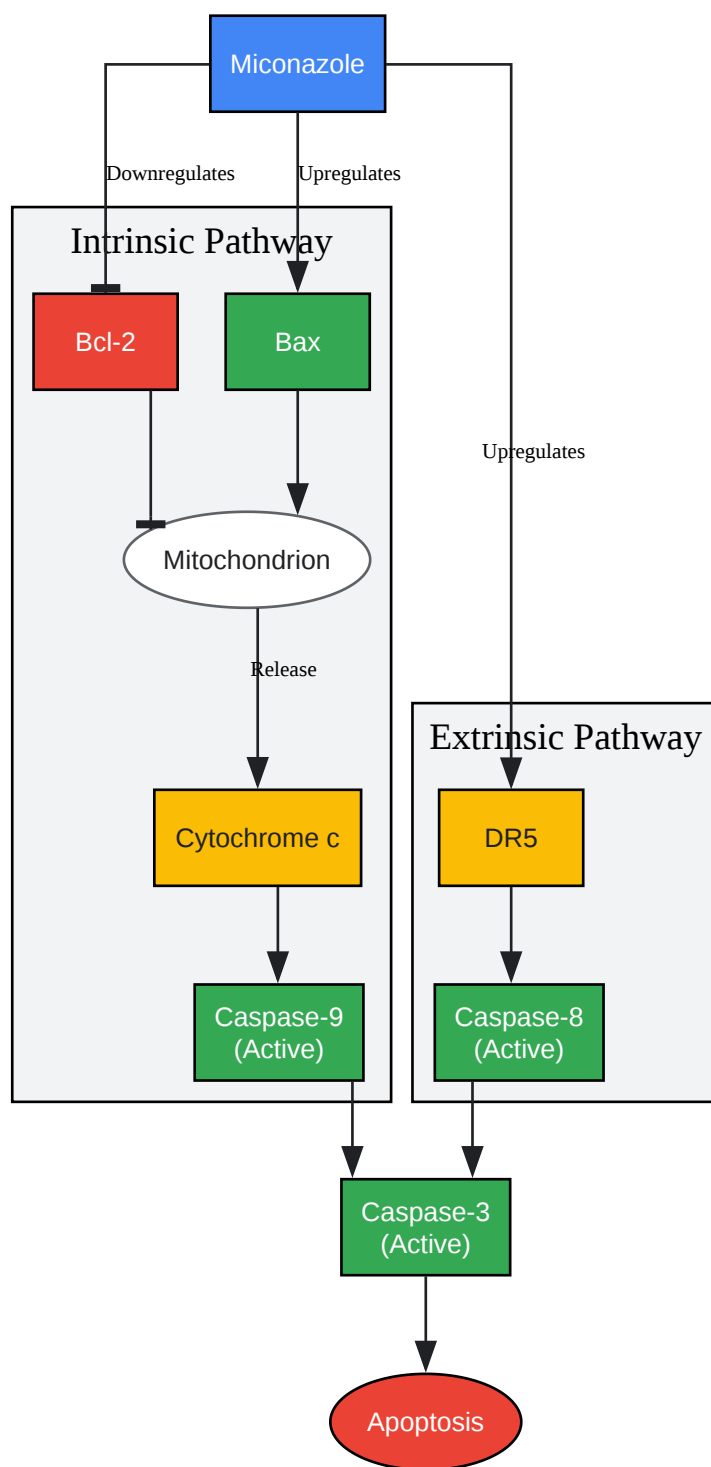 Miconazole
Downregulates
Upregulates
Intrinsic Pathway
Bcl-2
Bax
Upregulates
Mitochondrion
Release
Extrinsic Pathway
Cytochrome c
DR5
Caspase-9
(Active)
Caspase-8
(Active)
Caspase-3
(Active)
Apoptosis